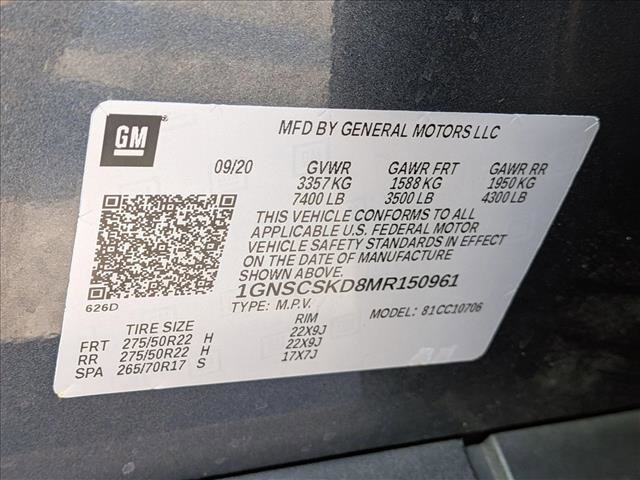 GM
MFD BY GENERAL MOTORS LLC
09/20 GVWR GAWR FRT GAWR RR
3357 KG 1588 KG 1950 KG
7400 LB 3500 LB 4300 LB
THIS VEHICLE CONFORMS TO ALL
APPLICABLE U.S. FEDERAL MOTOR
VEHICLE SAFETY STANDARDS IN EFFECT
ON THE DATE OF MANUFACTURE
SHOWN ABOVE.
1GNSCSKD8MR150961
626D
TYPE: M.P.V. MODEL: 81CC10706
TIRE SIZE RIM
FRT 275/50R22 H 22X9J
RR 275/50R22 H 22X9J
SPA 265/70R17 S 17X7J